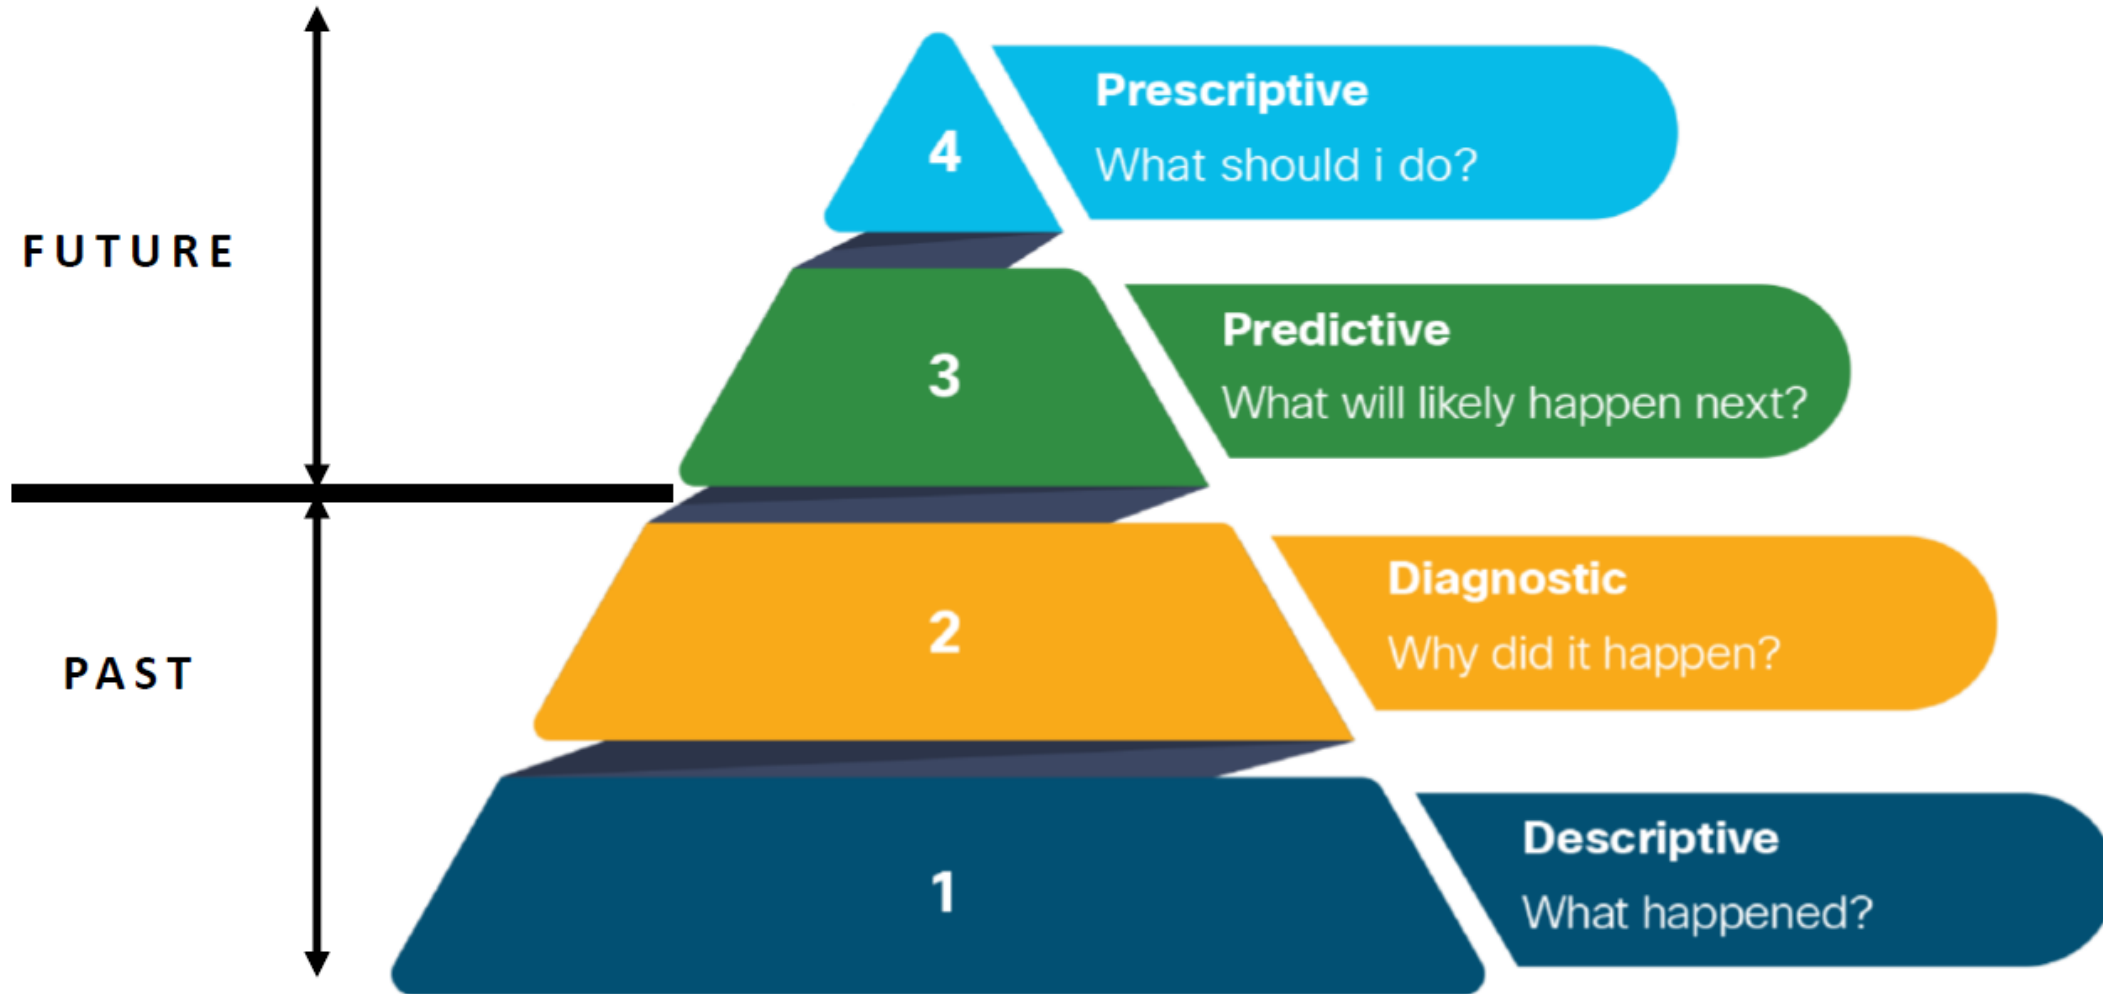 4
Prescriptive
What should i do?
FUTURE
3
Predictive
What will likely happen next?
2
Diagnostic
Why did it happen?
PAST
1
Descriptive
What happened?